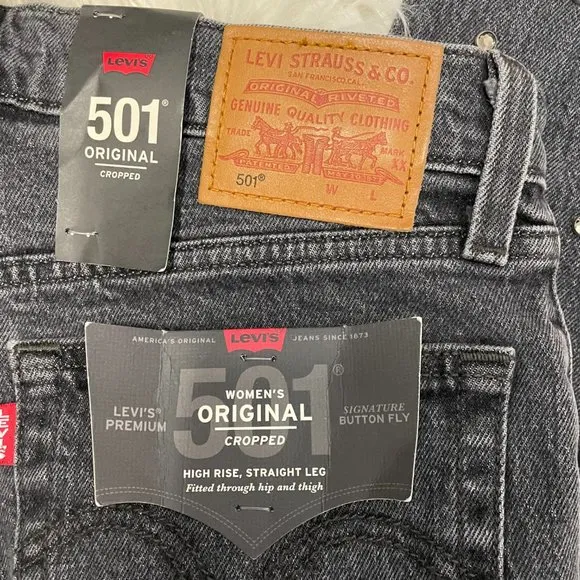 LEVI'S
501®
ORIGINAL
CROPPED
LEVI STRAUSS & CO.
SAN FRANCISCO, CAL.
ORIGINAL RIVETED
GENUINE QUALITY CLOTHING
TRADE MARK
XX
PATENTED
501® W L
AMERICA'S ORIGINAL LEVI'S JEANS SINCE 1873
501®
LEVI'S®
PREMIUM
WOMEN'S
ORIGINAL
CROPPED
SIGNATURE
BUTTON FLY
HIGH RISE, STRAIGHT LEG
Fitted through hip and thigh
LEVI'S